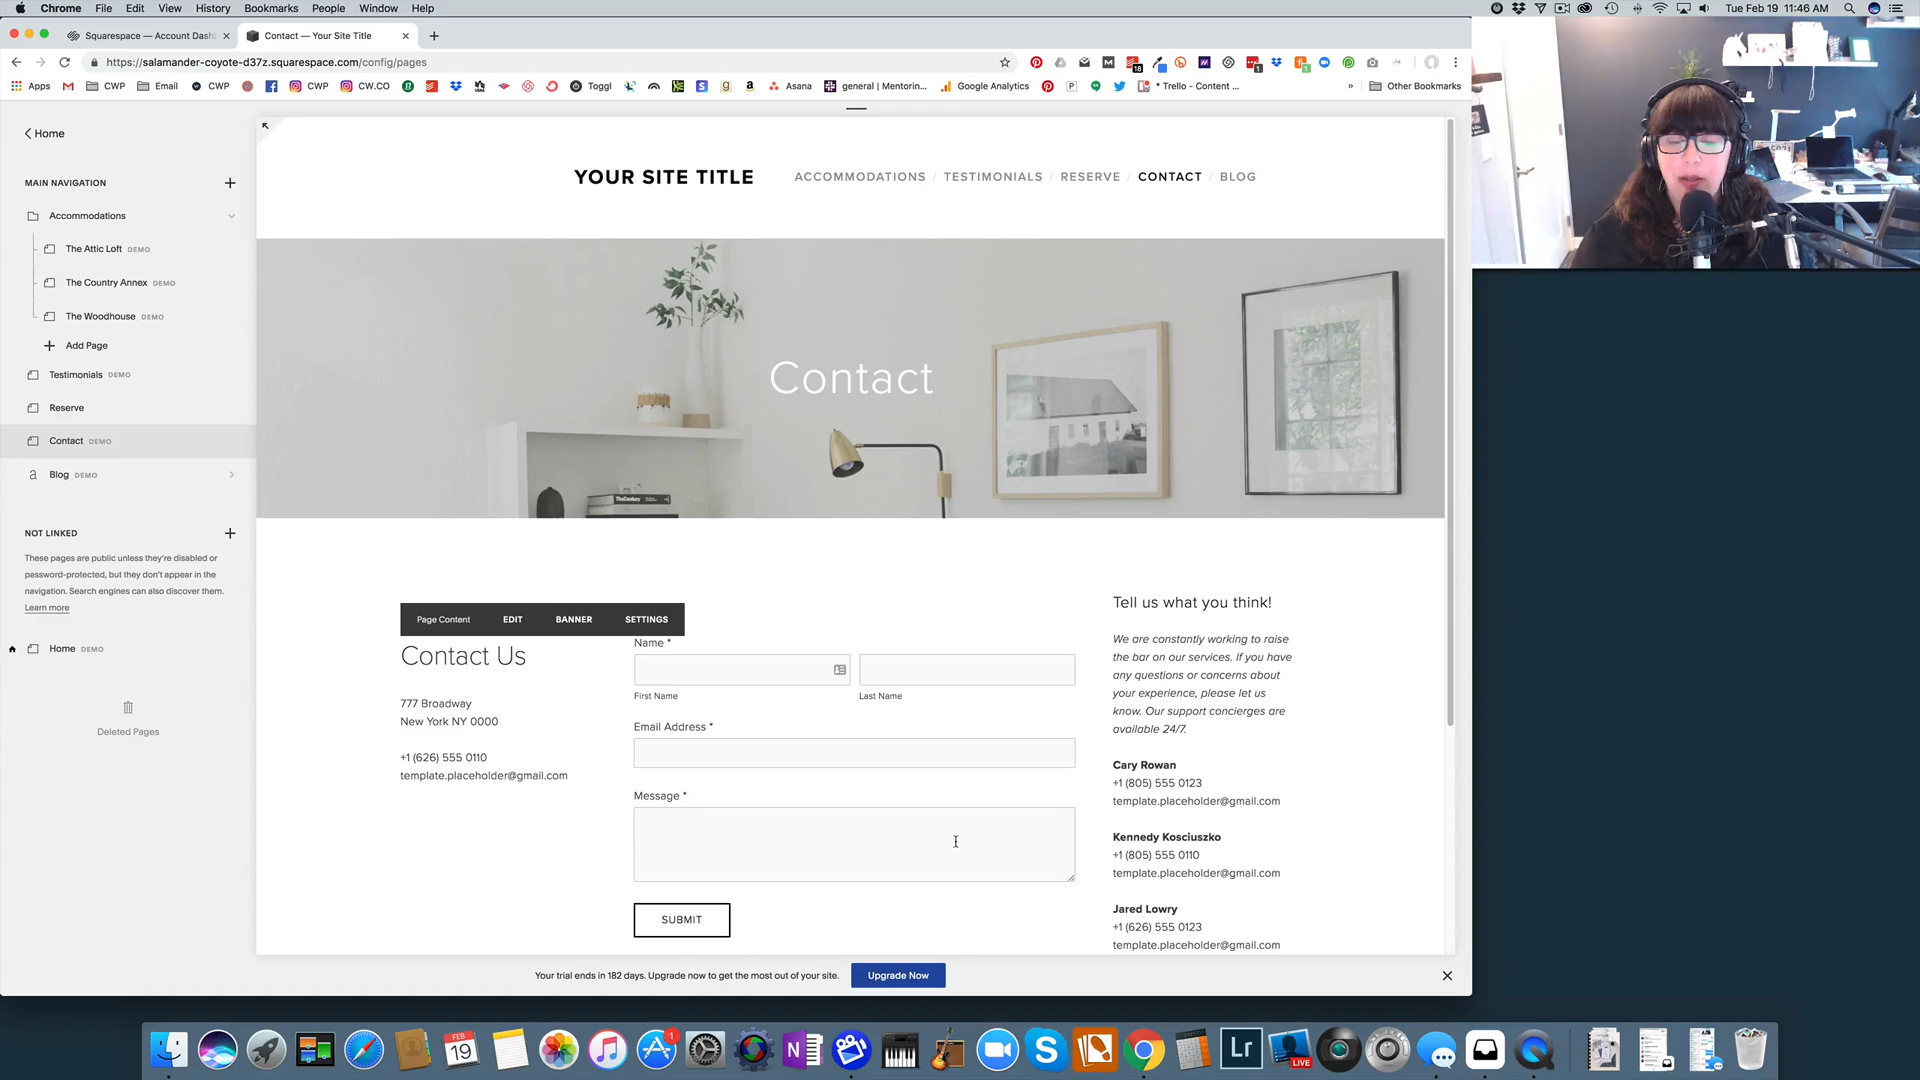 Chrome File Edit View History Bookmarks People Window Help
Tue Feb 19 11:46 AM
Squarespace — Account Dash
Contact — Your Site Title
https://salamander-coyote-d37z.squarespace.com/config/pages
Apps CWP Email CWP CWP CW.CO Toggl Asana general | Mentorin... Google Analytics * Trello - Content ... » Other Bookmarks
Home
MAIN NAVIGATION
Accommodations
The Attic Loft DEMO
The Country Annex DEMO
The Woodhouse DEMO
Add Page
Testimonials DEMO
Reserve
Contact DEMO
Blog DEMO
NOT LINKED
These pages are public unless they're disabled or
password-protected, but they don't appear in the
navigation. Search engines can also discover them.
Learn more
Home DEMO
Deleted Pages
YOUR SITE TITLE
ACCOMMODATIONS / TESTIMONIALS / RESERVE / CONTACT / BLOG
Contact
Page Content EDIT BANNER SETTINGS
Contact Us
777 Broadway
New York NY 0000
+1 (626) 555 0110
template.placeholder@gmail.com
Name *
First Name
Last Name
Email Address *
Message *
SUBMIT
Tell us what you think!
We are constantly working to raise
the bar on our services. If you have
any questions or concerns about
your experience, please let us
know. Our support concierges are
available 24/7.
Cary Rowan
+1 (805) 555 0123
template.placeholder@gmail.com
Kennedy Kosciuszko
+1 (805) 555 0110
template.placeholder@gmail.com
Jared Lowry
+1 (626) 555 0123
template.placeholder@gmail.com
Your trial ends in 182 days. Upgrade now to get the most out of your site.
Upgrade Now
FEB
19
1
Lr
LIVE